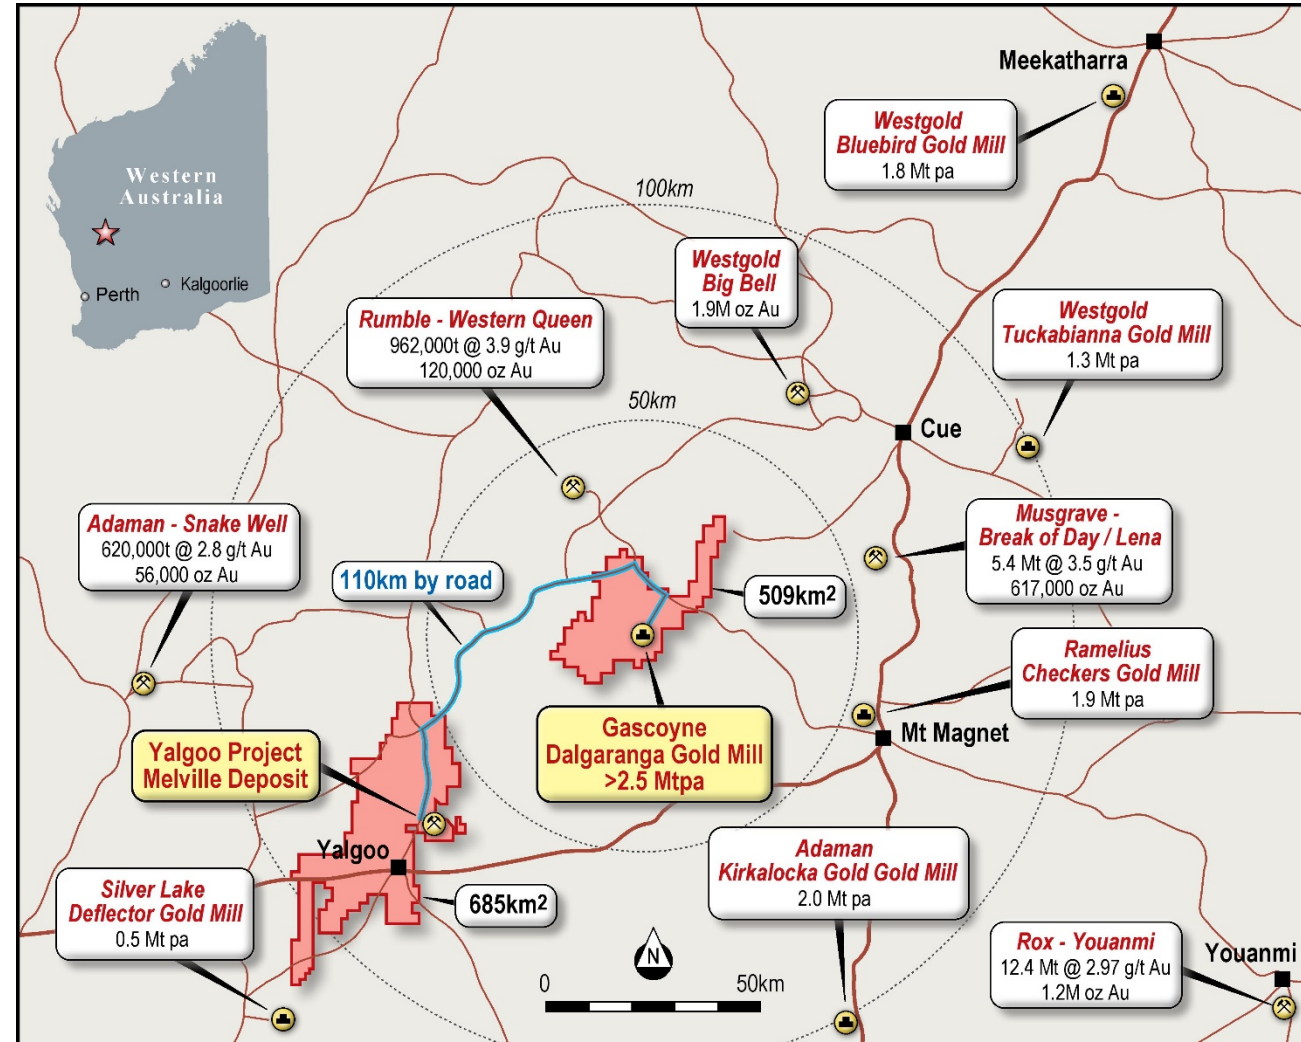 Meekatharra
Westgold
Bluebird Gold Mill
1.8 Mt pa
Western
Australia
Perth
Kalgoorlie
100km
Westgold
Big Bell
1.9M oz Au
Rumble - Western Queen
962,000t @ 3.9 g/t Au
120,000 oz Au
Westgold
Tuckabianna Gold Mill
1.3 Mt pa
50km
Cue
Adaman - Snake Well
620,000t @ 2.8 g/t Au
56,000 oz Au
Musgrave -
Break of Day / Lena
5.4 Mt @ 3.5 g/t Au
617,000 oz Au
110km by road
509km²
Ramelius
Checkers Gold Mill
1.9 Mt pa
Gascoyne
Dalgaranga Gold Mill
>2.5 Mtpa
Mt Magnet
Yalgoo Project
Melville Deposit
Yalgoo
Silver Lake
Deflector Gold Mill
0.5 Mt pa
685km²
Adaman
Kirkalocka Gold Gold Mill
2.0 Mt pa
N
0 50km
Rox - Youanmi
12.4 Mt @ 2.97 g/t Au
1.2M oz Au
Youanmi